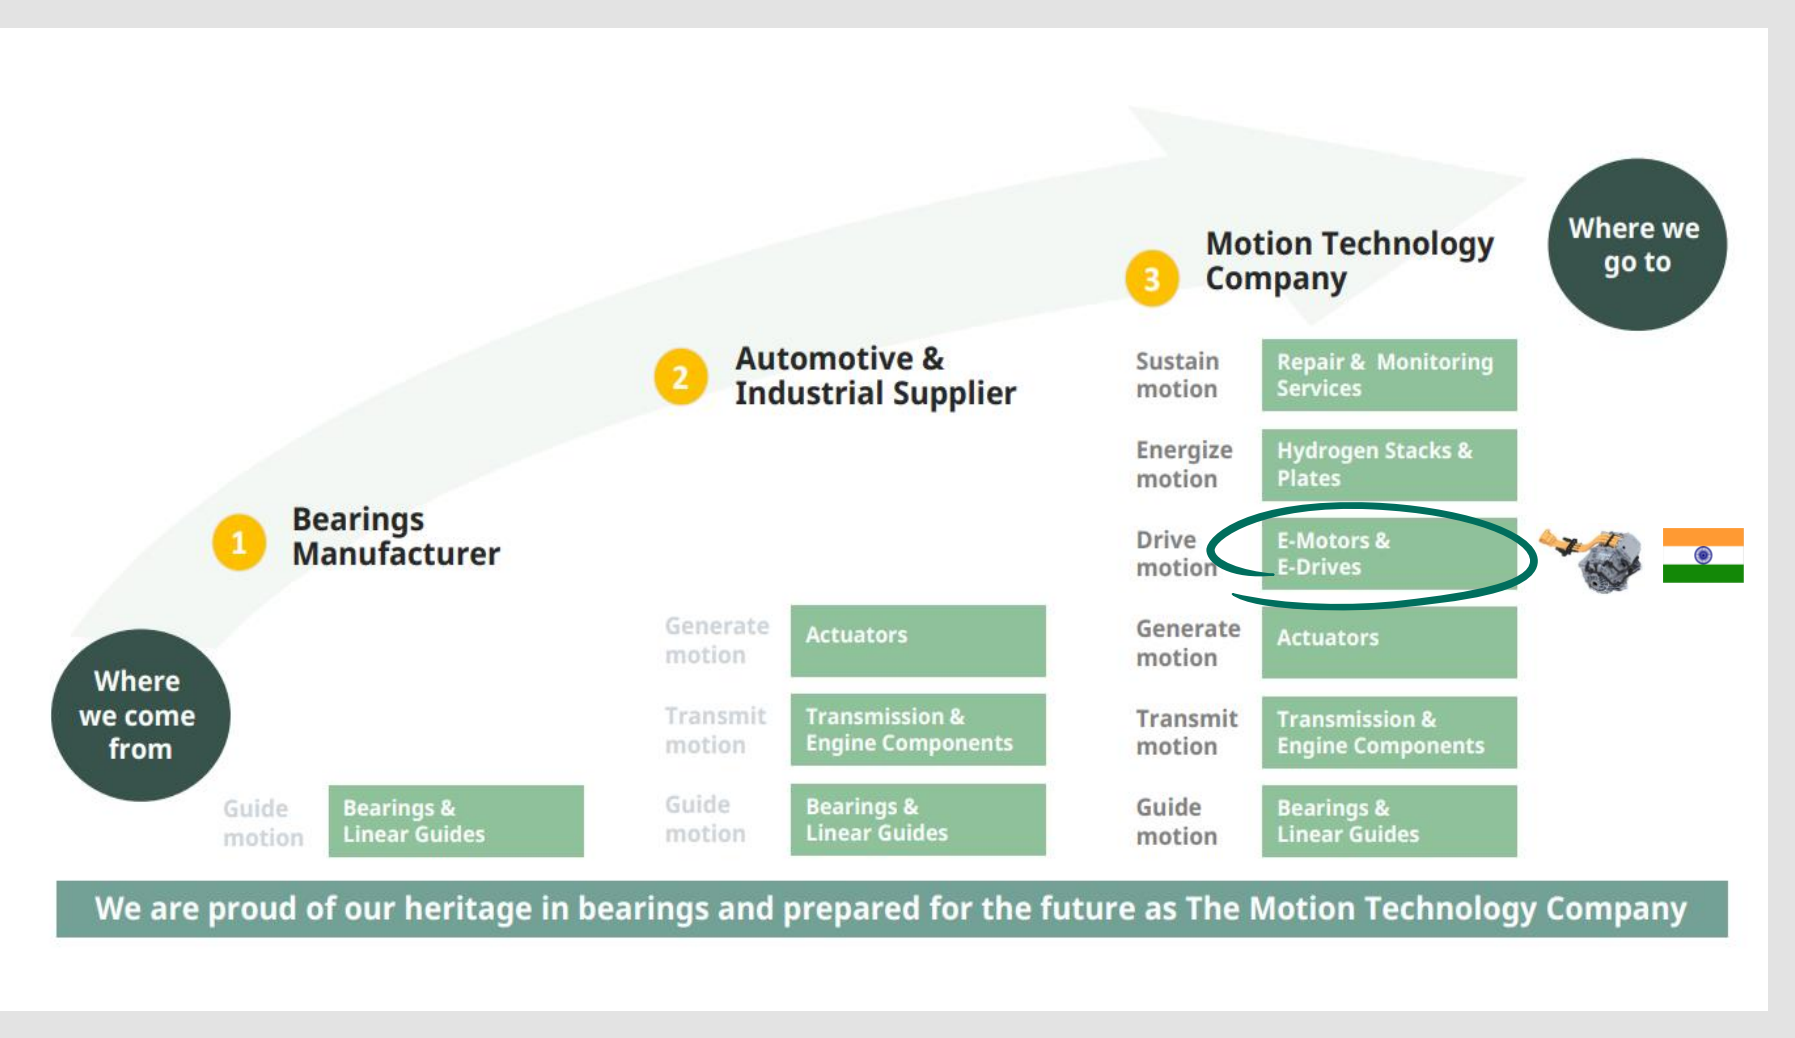 Where we
go to
3
Motion Technology
Company
Sustain
motion
Repair & Monitoring
Services
Energize
motion
Hydrogen Stacks &
Plates
Drive
motion
E-Motors &
E-Drives
Generate
motion
Actuators
Transmit
motion
Transmission &
Engine Components
Guide
motion
Bearings &
Linear Guides
2
Automotive &
Industrial Supplier
Generate
motion
Actuators
Transmit
motion
Transmission &
Engine Components
Guide
motion
Bearings &
Linear Guides
1
Bearings
Manufacturer
Where
we come
from
Guide
motion
Bearings &
Linear Guides
We are proud of our heritage in bearings and prepared for the future as The Motion Technology Company